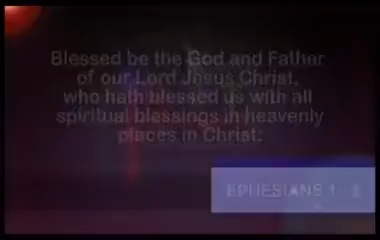 Blessed be the God and Father
of our Lord Jesus Christ,
who hath blessed us with all
spiritual blessings in heavenly
places in Christ:
EPHESIANS 1